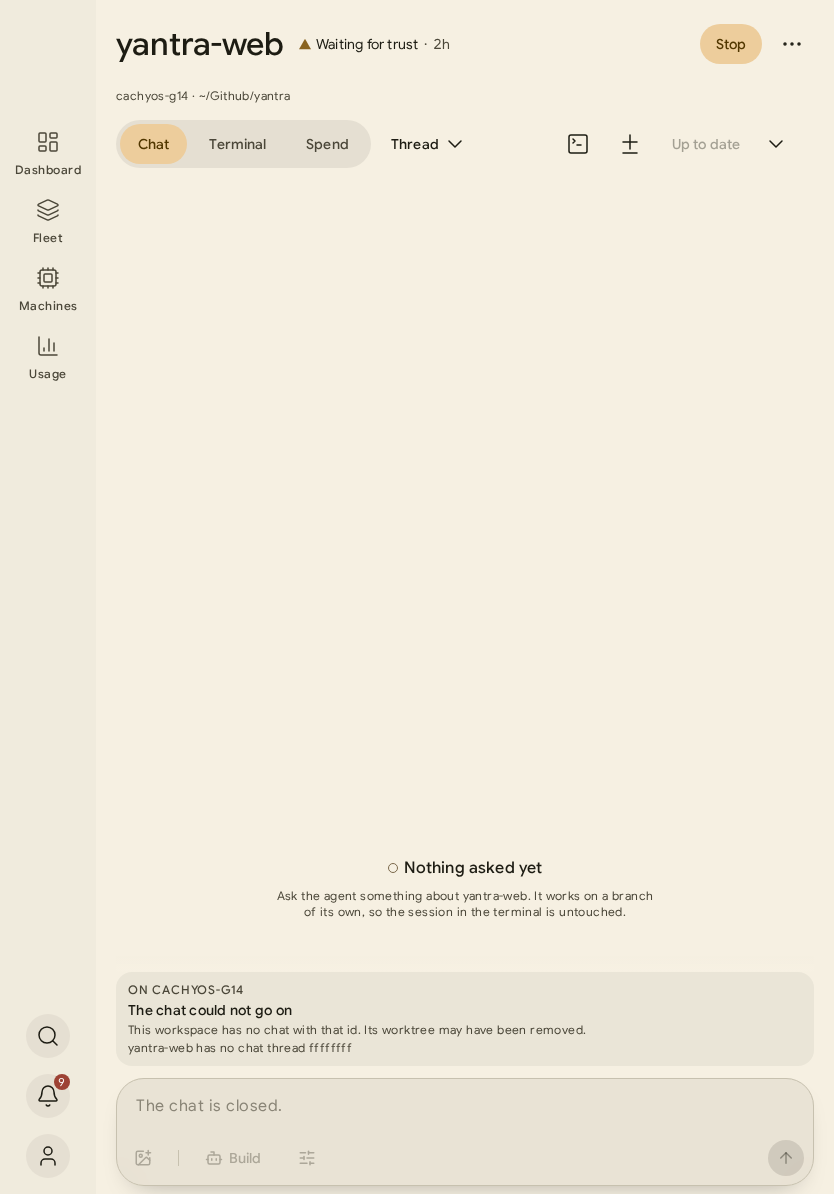 yantra-web
Waiting for trust · 2h
Stop
cachyos-g14 · ~/Github/yantra
Chat
Terminal
Spend
Thread
Up to date
Dashboard
Fleet
Machines
Usage
Nothing asked yet
Ask the agent something about yantra-web. It works on a branch
of its own, so the session in the terminal is untouched.
ON CACHYOS-G14
The chat could not go on
This workspace has no chat with that id. Its worktree may have been removed.
yantra-web has no chat thread ffffffff
9
The chat is closed.
Build